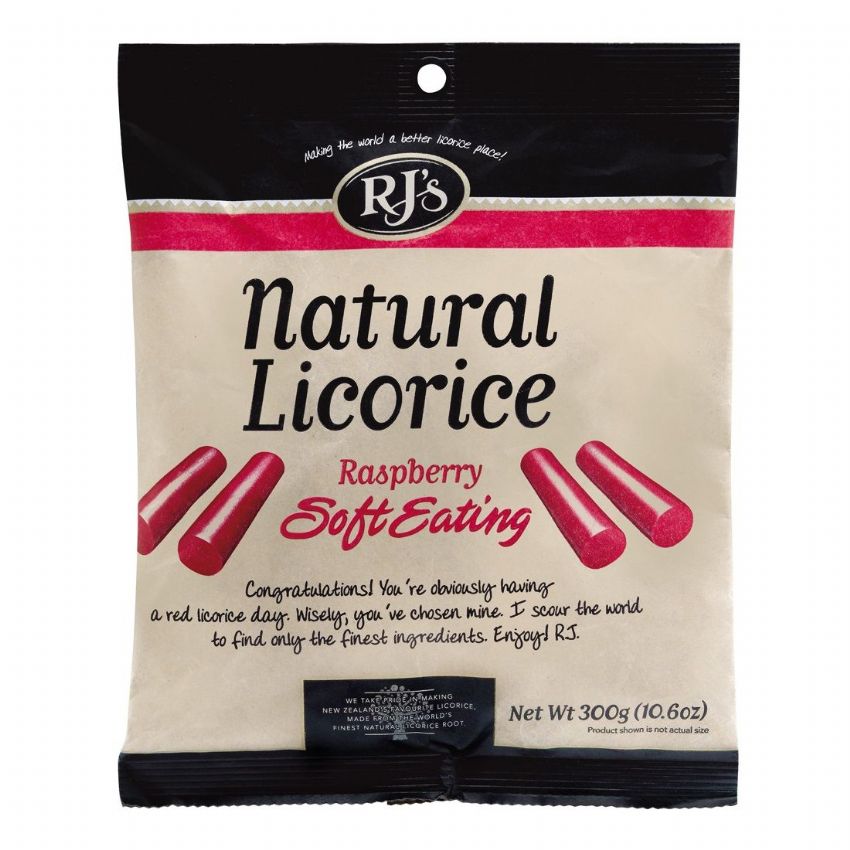 Making the world a better licorice place!
RJ's
Natural
Licorice
Raspberry
Soft Eating
Congratulations! You're obviously having
a red licorice day. Wisely, you've chosen mine. I scour the world
to find only the finest ingredients. Enjoy! RJ.
WE TAKE PRIDE IN MAKING
NEW ZEALAND'S FAVOURITE LICORICE,
MADE FROM THE WORLD'S
FINEST NATURAL LICORICE ROOT.
Net Wt 300g (10.6oz)
Product shown is not actual size